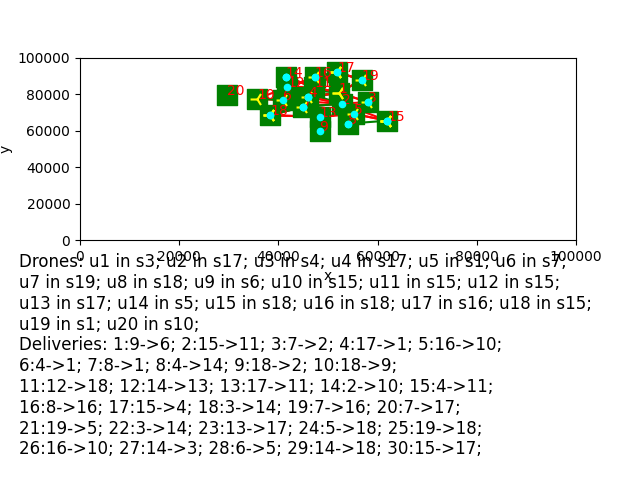 100000
80000
60000
40000
20000
0
y
0 20000 40000 60000 80000 100000
x
20
14
17
19
15
Drones: u1 in s3; u2 in s17; u3 in s4; u4 in s17; u5 in s1; u6 in s7;
u7 in s19; u8 in s18; u9 in s6; u10 in s15; u11 in s15; u12 in s15;
u13 in s17; u14 in s5; u15 in s18; u16 in s18; u17 in s16; u18 in s15;
u19 in s1; u20 in s10;
Deliveries: 1:9->6; 2:15->11; 3:7->2; 4:17->1; 5:16->10;
6:4->1; 7:8->1; 8:4->14; 9:18->2; 10:18->9;
11:12->18; 12:14->13; 13:17->11; 14:2->10; 15:4->11;
16:8->16; 17:15->4; 18:3->14; 19:7->16; 20:7->17;
21:19->5; 22:3->14; 23:13->17; 24:5->18; 25:19->18;
26:16->10; 27:14->3; 28:6->5; 29:14->18; 30:15->17;